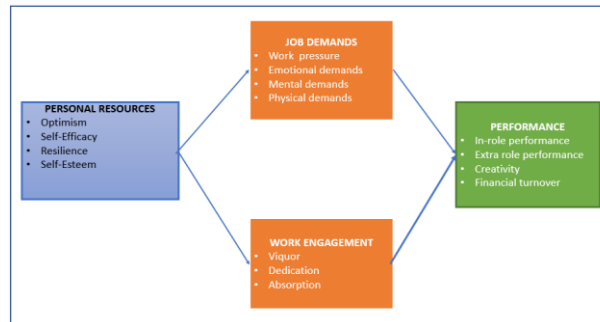 JOB DEMANDS
• Work pressure
• Emotional demands
• Mental demands
• Physical demands
PERSONAL RESOURCES
• Optimism
• Self-Efficacy
• Resilience
• Self-Esteem
PERFORMANCE
• In-role performance
• Extra role performance
• Creativity
• Financial turnover
WORK ENGAGEMENT
• Viquor
• Dedication
• Absorption